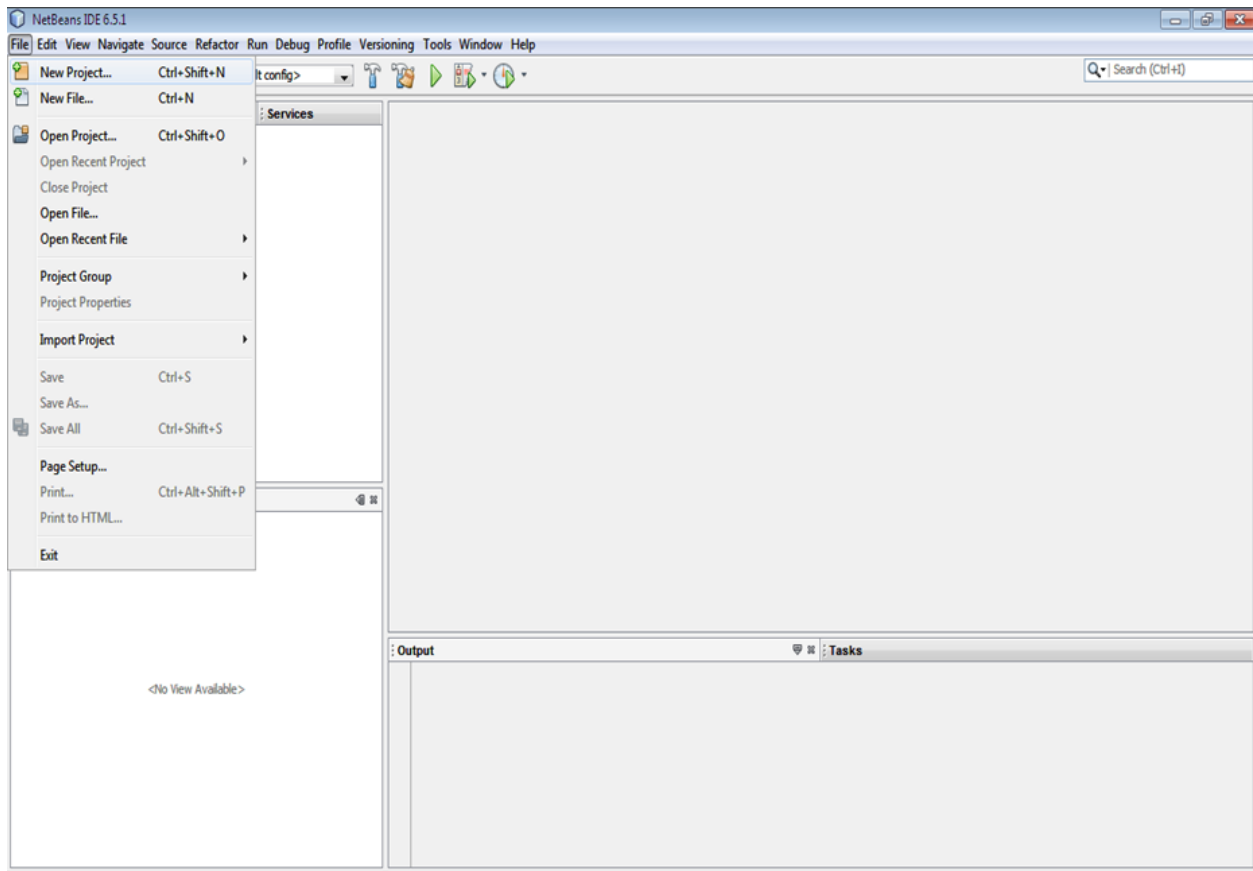 NetBeans IDE 6.5.1
File Edit View Navigate Source Refactor Run Debug Profile Versioning Tools Window Help
New Project... Ctrl+Shift+N
lt config>
Search (Ctrl+I)
New File... Ctrl+N
Services
Open Project... Ctrl+Shift+O
Open Recent Project
Close Project
Open File...
Open Recent File
Project Group
Project Properties
Import Project
Save Ctrl+S
Save As...
Save All Ctrl+Shift+S
Page Setup...
Print... Ctrl+Alt+Shift+P
Print to HTML...
Exit
<No View Available>
Output
Tasks